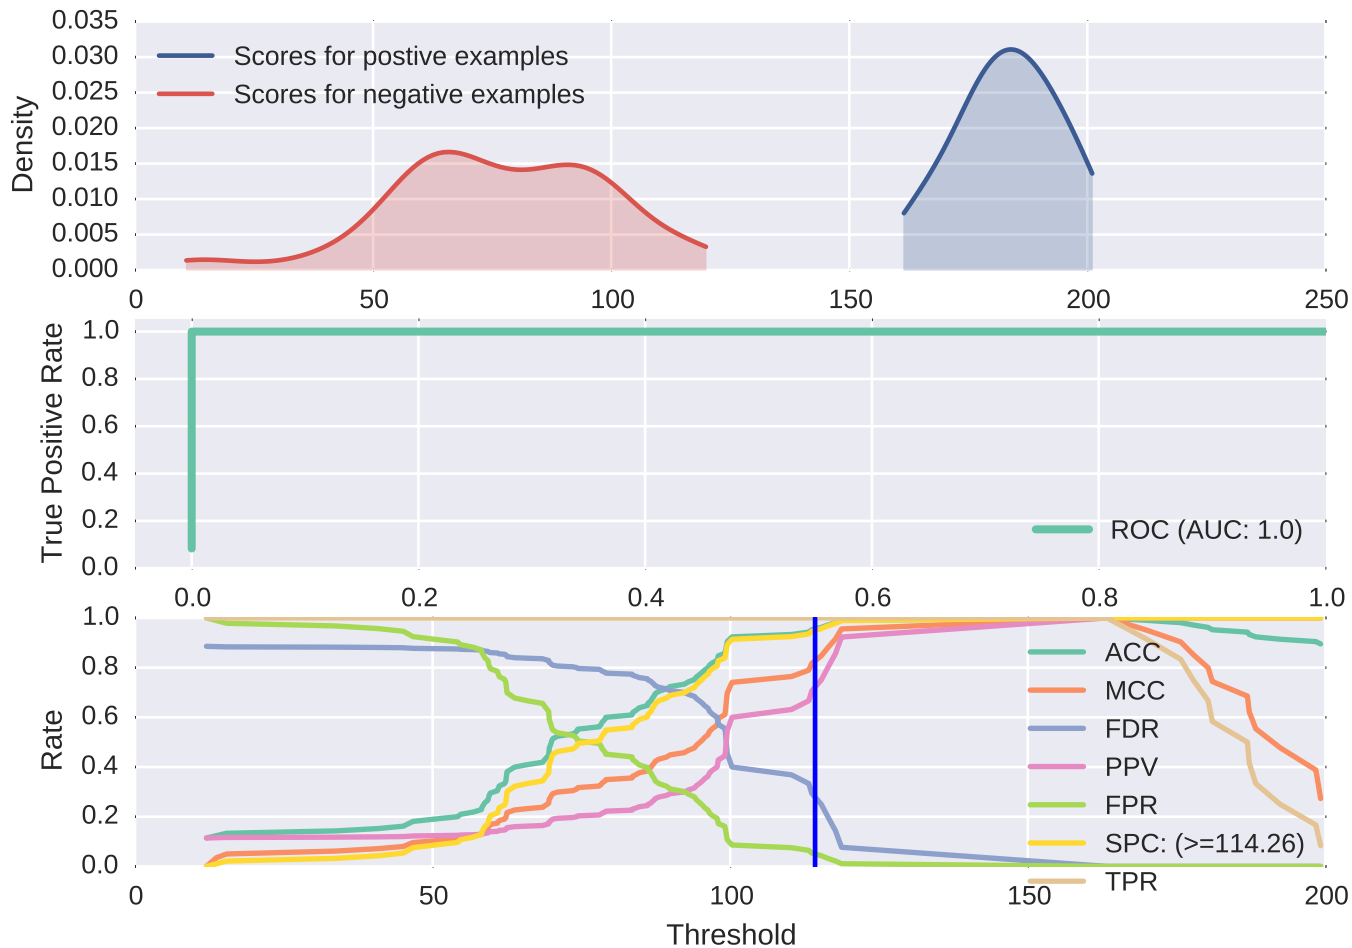 0.035
0.030
0.025
0.020
0.015
0.010
0.005
0.000
Density
Scores for postive examples
Scores for negative examples
0 50 100 150 200 250
1.0
0.8
0.6
0.4
0.2
0.0
True Positive Rate
ROC (AUC: 1.0)
0.0 0.2 0.4 0.6 0.8 1.0
1.0
0.8
0.6
0.4
0.2
0.0
Rate
ACC
MCC
FDR
PPV
FPR
SPC: (>=114.26)
TPR
0 50 100 150 200
Threshold